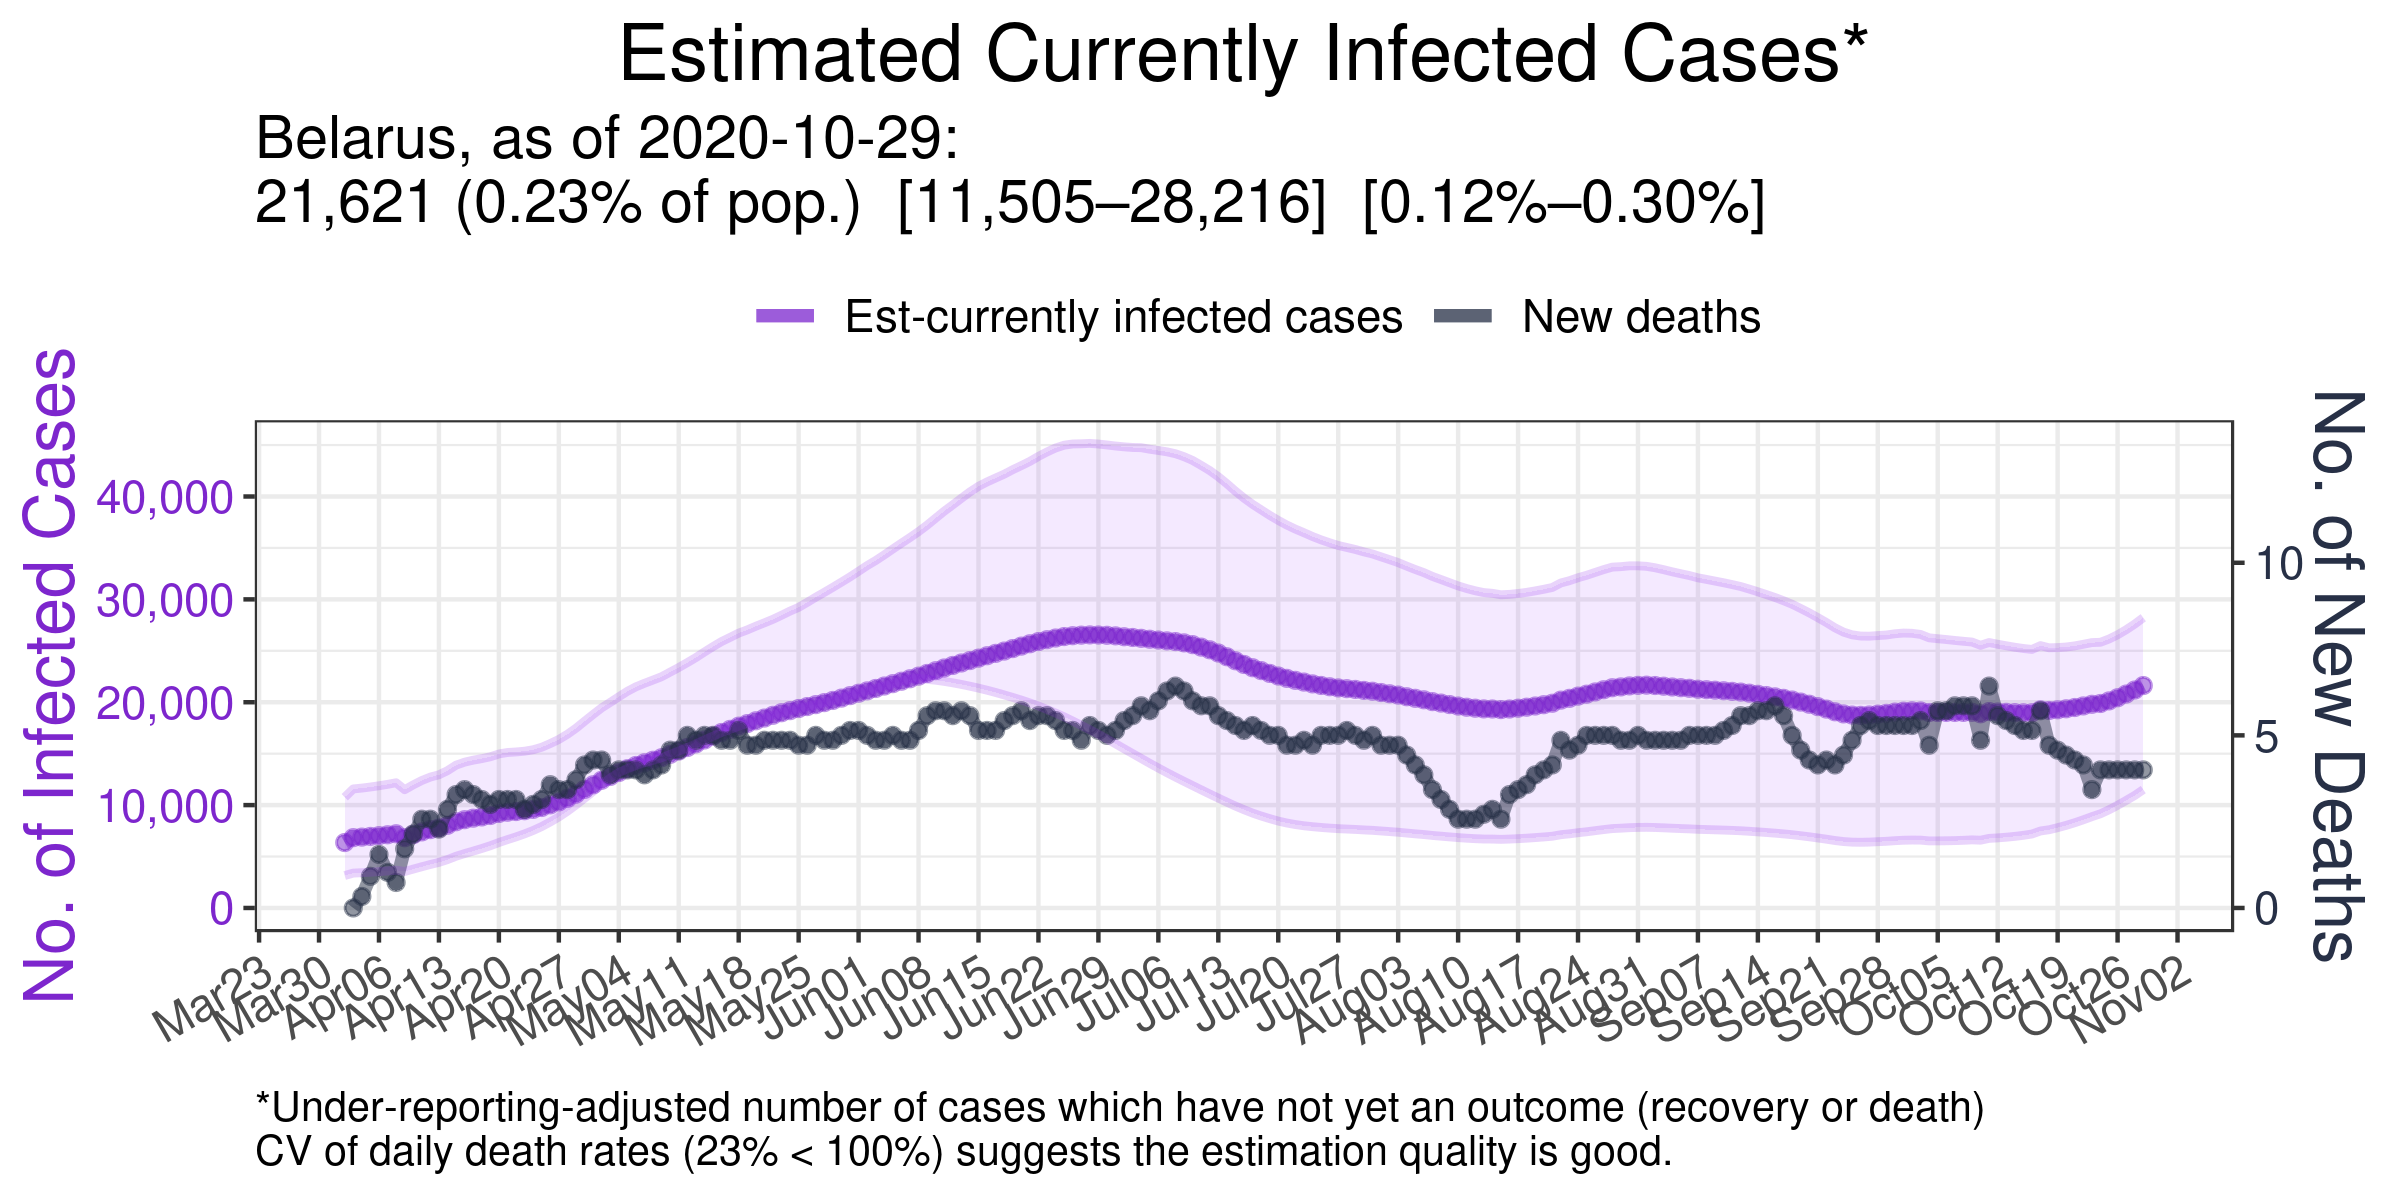 Estimated Currently Infected Cases*
Belarus, as of 2020-10-29:
21,621 (0.23% of pop.)  [11,505–28,216]  [0.12%–0.30%]
Est-currently infected cases
New deaths
No. of Infected Cases
40,000
30,000
20,000
10,000
0
No. of New Deaths
10
5
0
Mar23
Mar30
Apr06
Apr13
Apr20
Apr27
May04
May11
May18
May25
Jun01
Jun08
Jun15
Jun22
Jun29
Jul06
Jul13
Jul20
Jul27
Aug03
Aug10
Aug17
Aug24
Aug31
Sep07
Sep14
Sep21
Sep28
Oct05
Oct12
Oct19
Oct26
Nov02
*Under-reporting-adjusted number of cases which have not yet an outcome (recovery or death)
CV of daily death rates (23% < 100%) suggests the estimation quality is good.